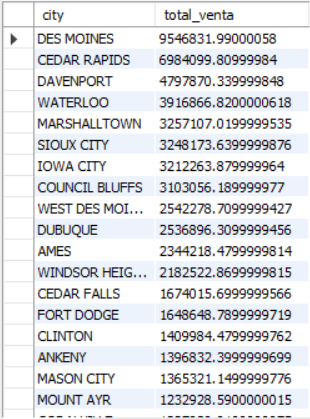 city total_venta
DES MOINES 9546831.99000058
CEDAR RAPIDS 6984099.80999984
DAVENPORT 4797870.339999848
WATERLOO 3916866.8200000618
MARSHALLTOWN 3257107.0199999535
SIOUX CITY 3248173.6399999876
IOWA CITY 3212263.879999964
COUNCIL BLUFFS 3103056.189999977
WEST DES MOI... 2542278.7099999427
DUBUQUE 2536896.3099999456
AMES 2344218.4799999814
WINDSOR HEIG... 2182522.8699999815
CEDAR FALLS 1674015.6999999566
FORT DODGE 1648648.7899999719
CLINTON 1409984.4799999762
ANKENY 1396832.3999999699
MASON CITY 1365321.1499999776
MOUNT AYR 1232928.5900000015